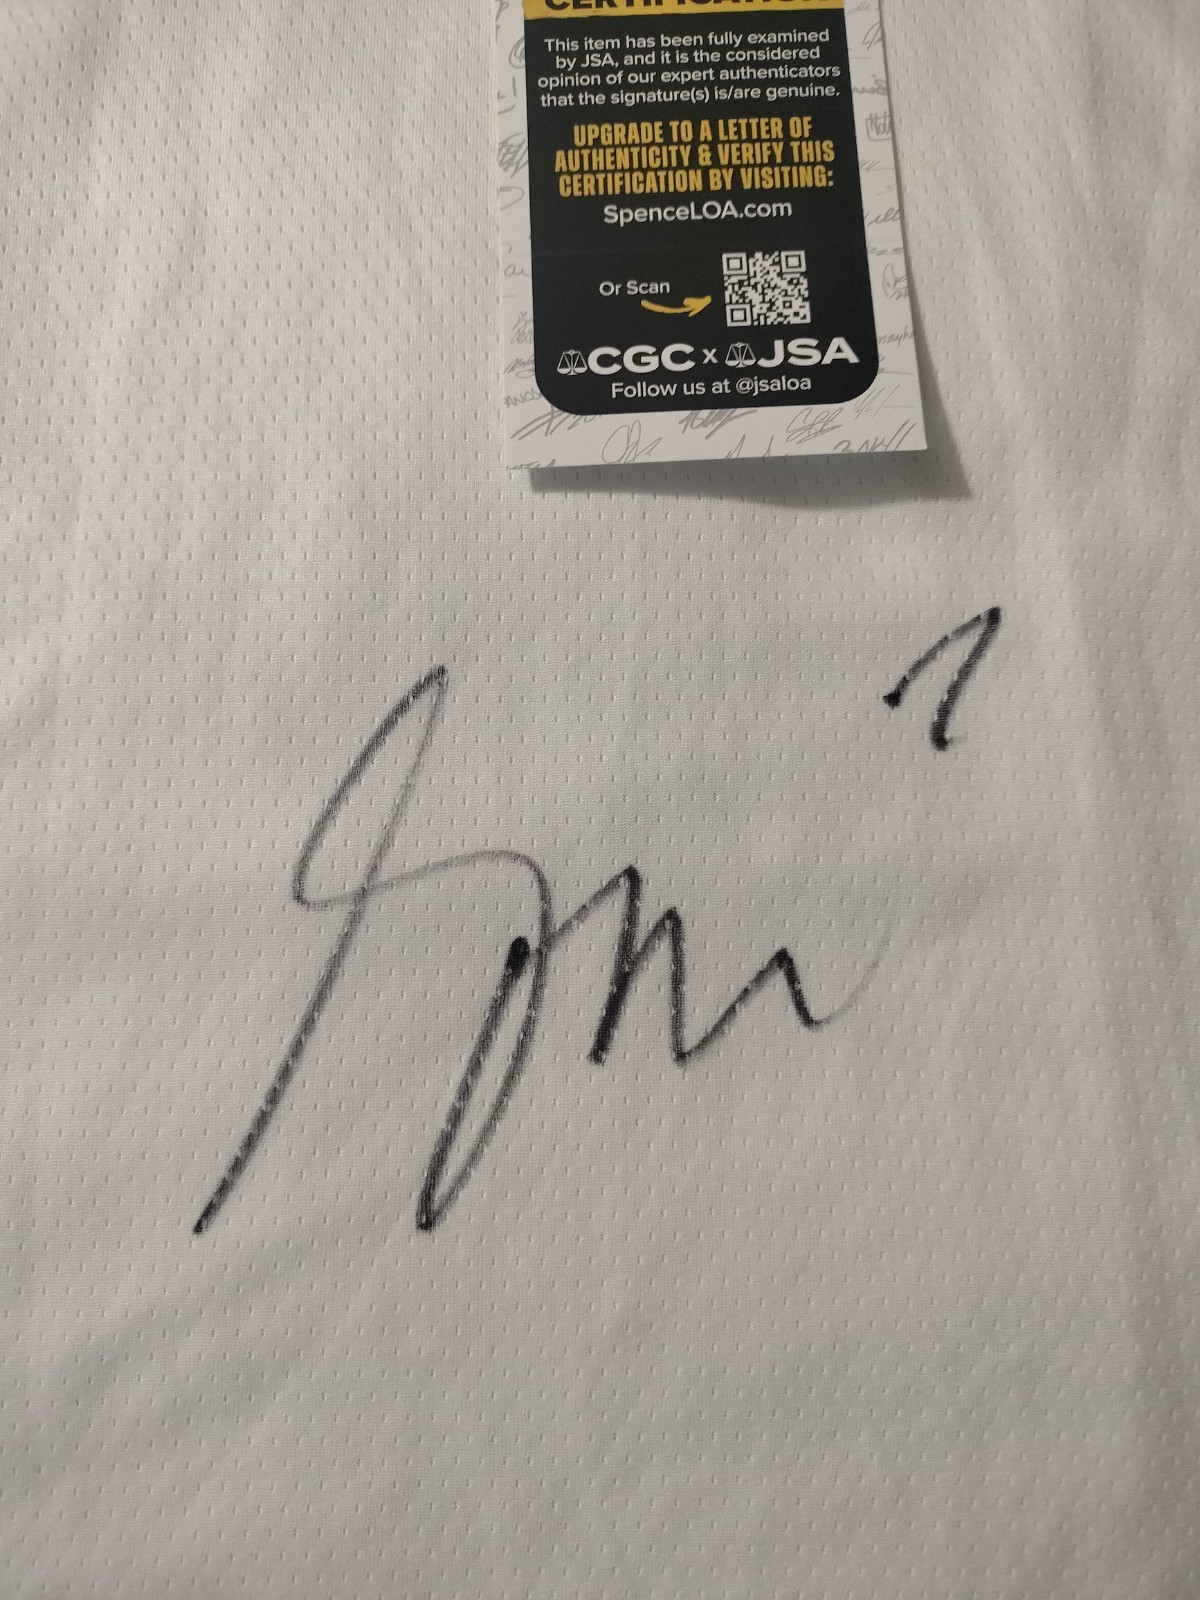 CERTIFICATION
This item has been fully examined
by JSA, and it is the considered
opinion of our expert authenticators
that the signature(s) is/are genuine.
UPGRADE TO A LETTER OF
AUTHENTICITY & VERIFY THIS
CERTIFICATION BY VISITING:
SpenceLOA.com
Or Scan
CGC x JSA
Follow us at @jsaloa